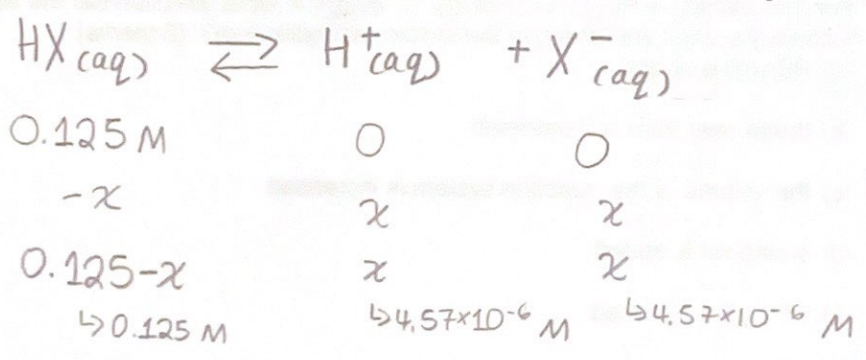 HX(aq) ⇌ H⁺(aq) + X⁻(aq)
0.125 M 0 0
-x x x
0.125-x x x
↳0.125 M ↳4.57×10⁻⁶ M ↳4.57×10⁻⁶ M